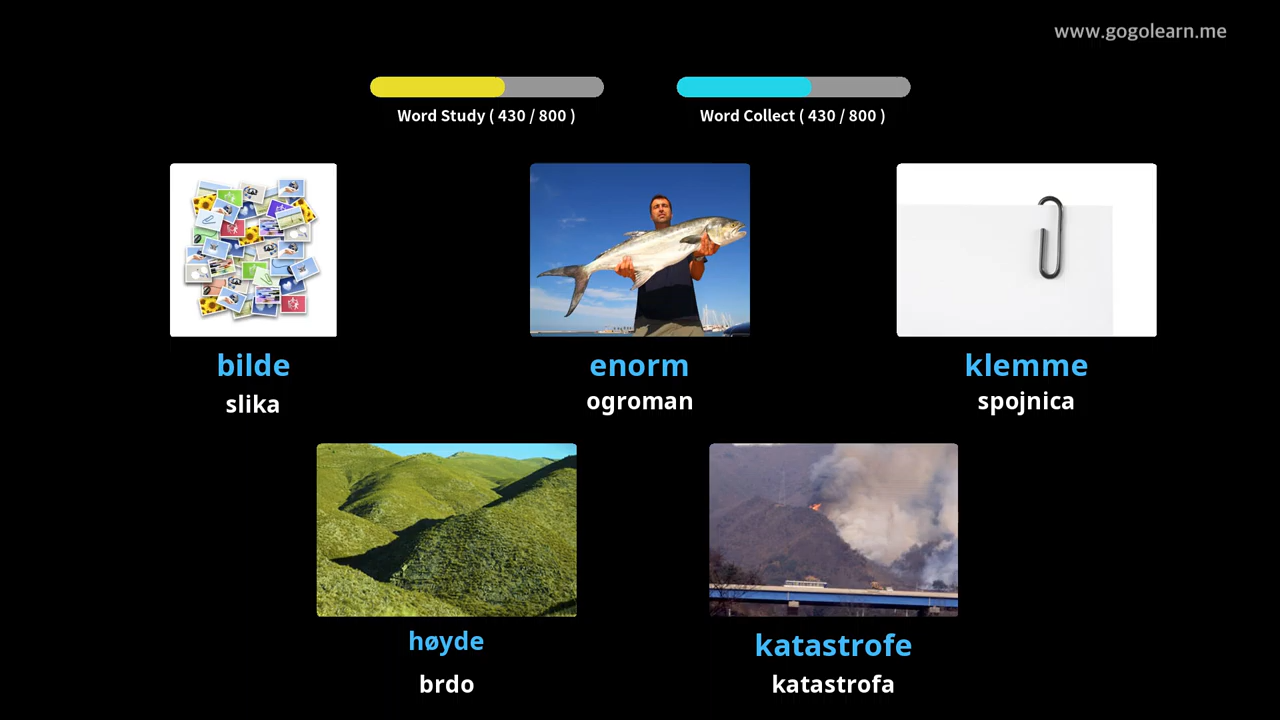 www.gogolearn.me
Word Study ( 430 / 800 )
Word Collect ( 430 / 800 )
bilde
slika
enorm
ogroman
klemme
spojnica
høyde
brdo
katastrofe
katastrofa